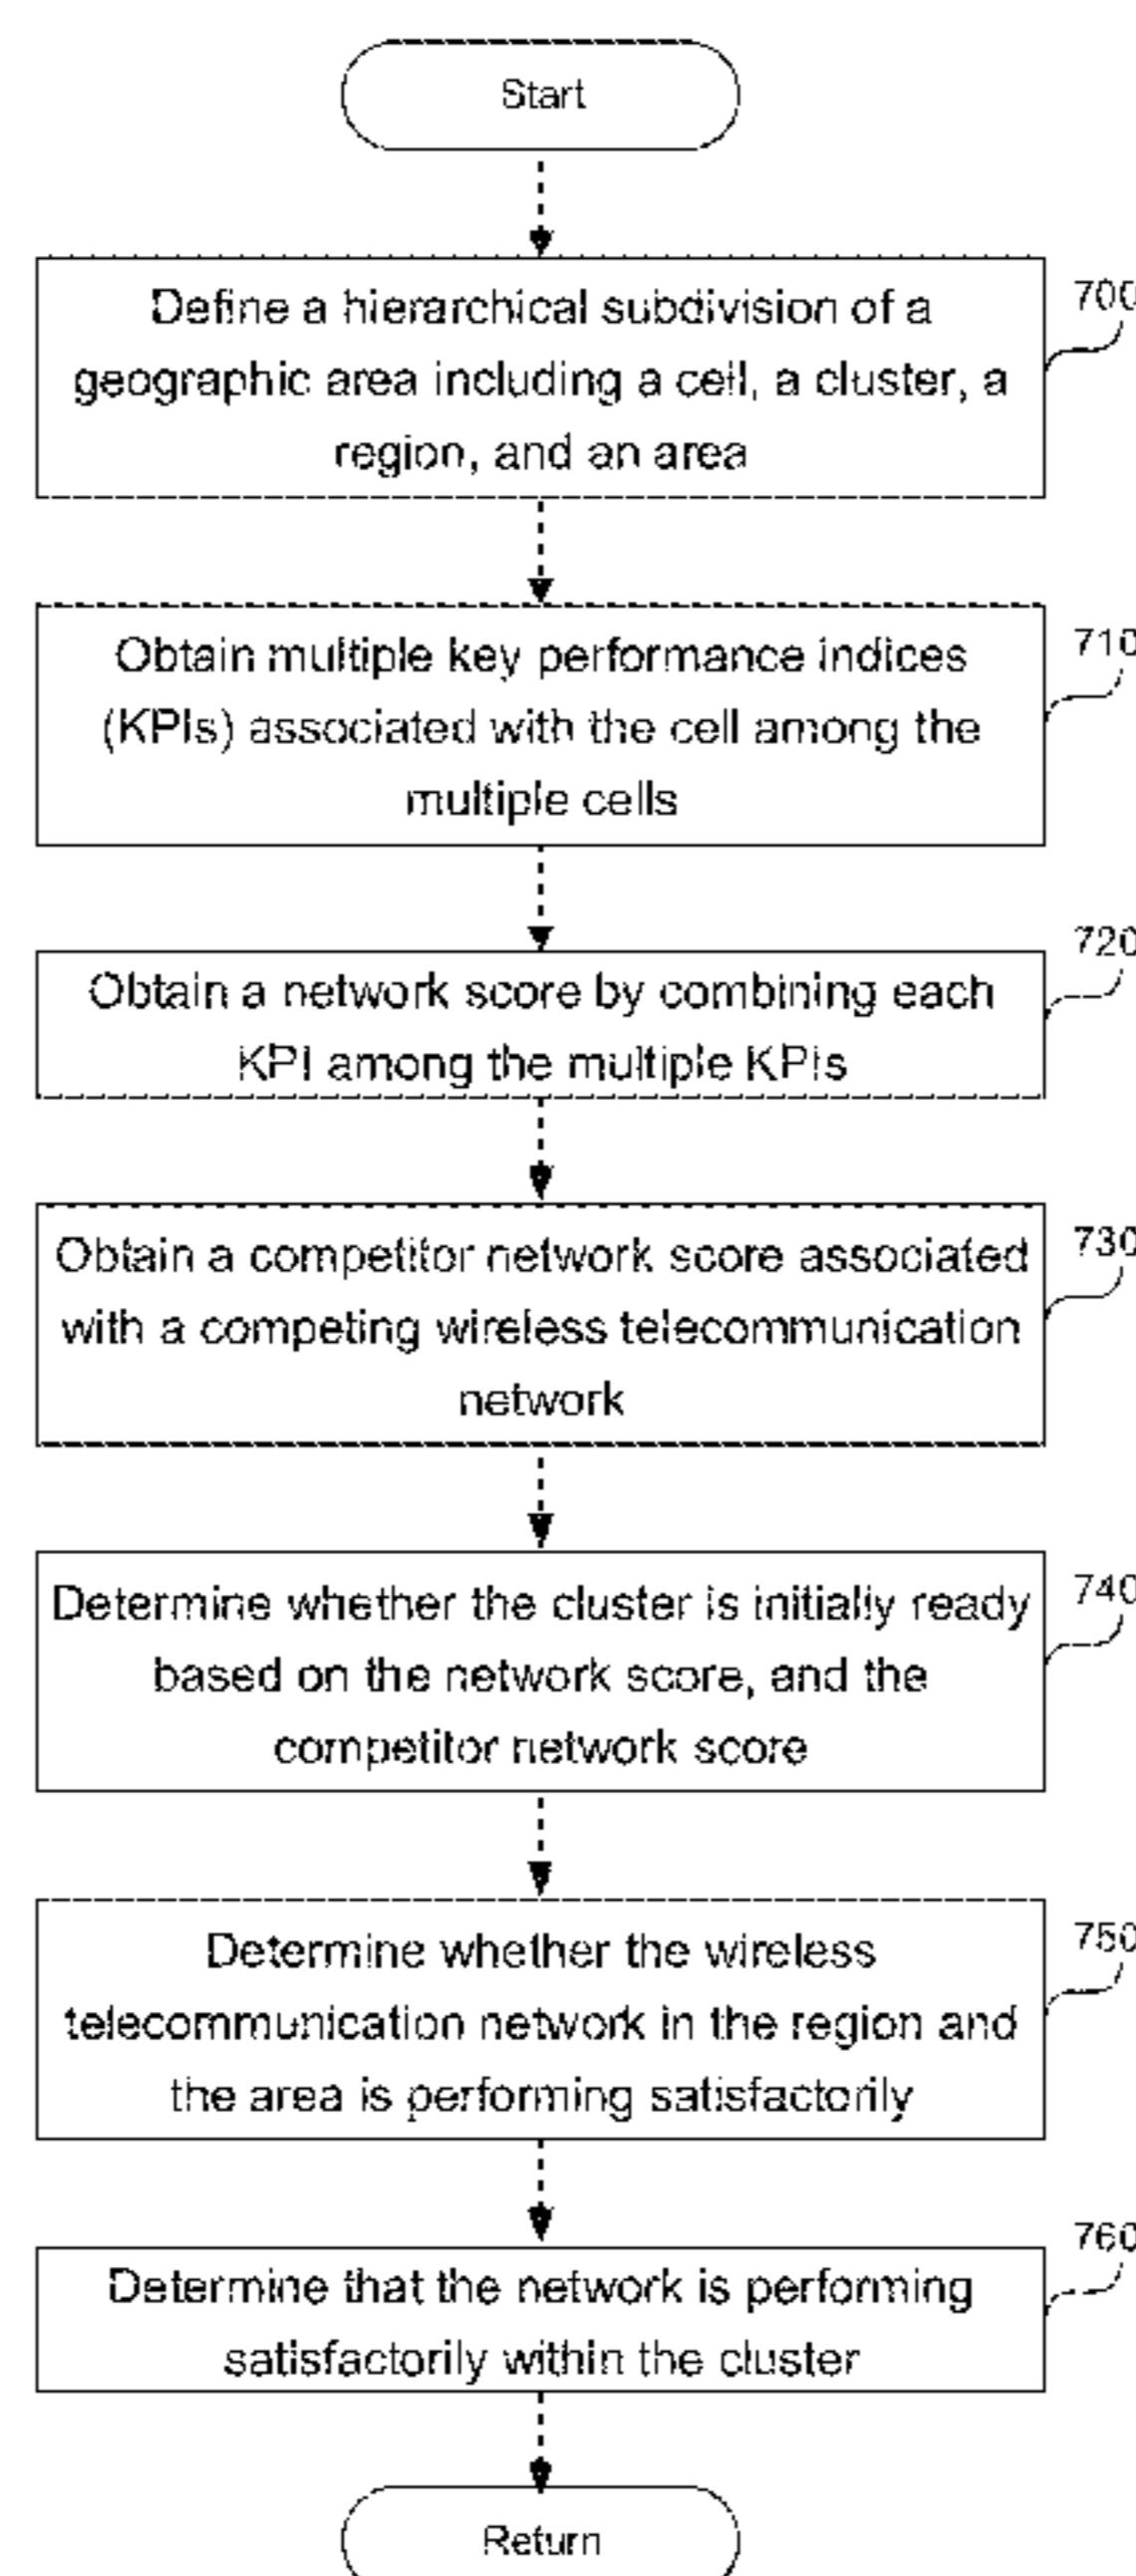 Start
Define a hierarchical subdivision of a
geographic area including a cell, a cluster, a
region, and an area
700
Obtain multiple key performance indices
(KPIs) associated with the cell among the
multiple cells
710
Obtain a network score by combining each
KPI among the multiple KPIs
720
Obtain a competitor network score associated
with a competing wireless telecommunication
network
730
Determine whether the cluster is initially ready
based on the network score, and the
competitor network score
740
Determine whether the wireless
telecommunication network in the region and
the area is performing satisfactorily
750
Determine that the network is performing
satisfactorily within the cluster
760
Return